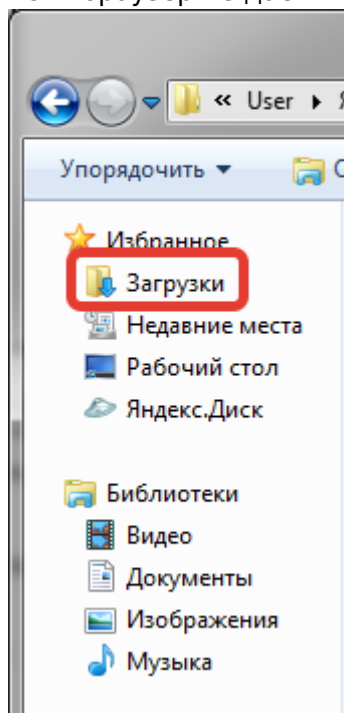 « User ▸
Упорядочить ▼
Избранное
Загрузки
Недавние места
Рабочий стол
Яндекс.Диск
Библиотеки
Видео
Документы
Изображения
Музыка